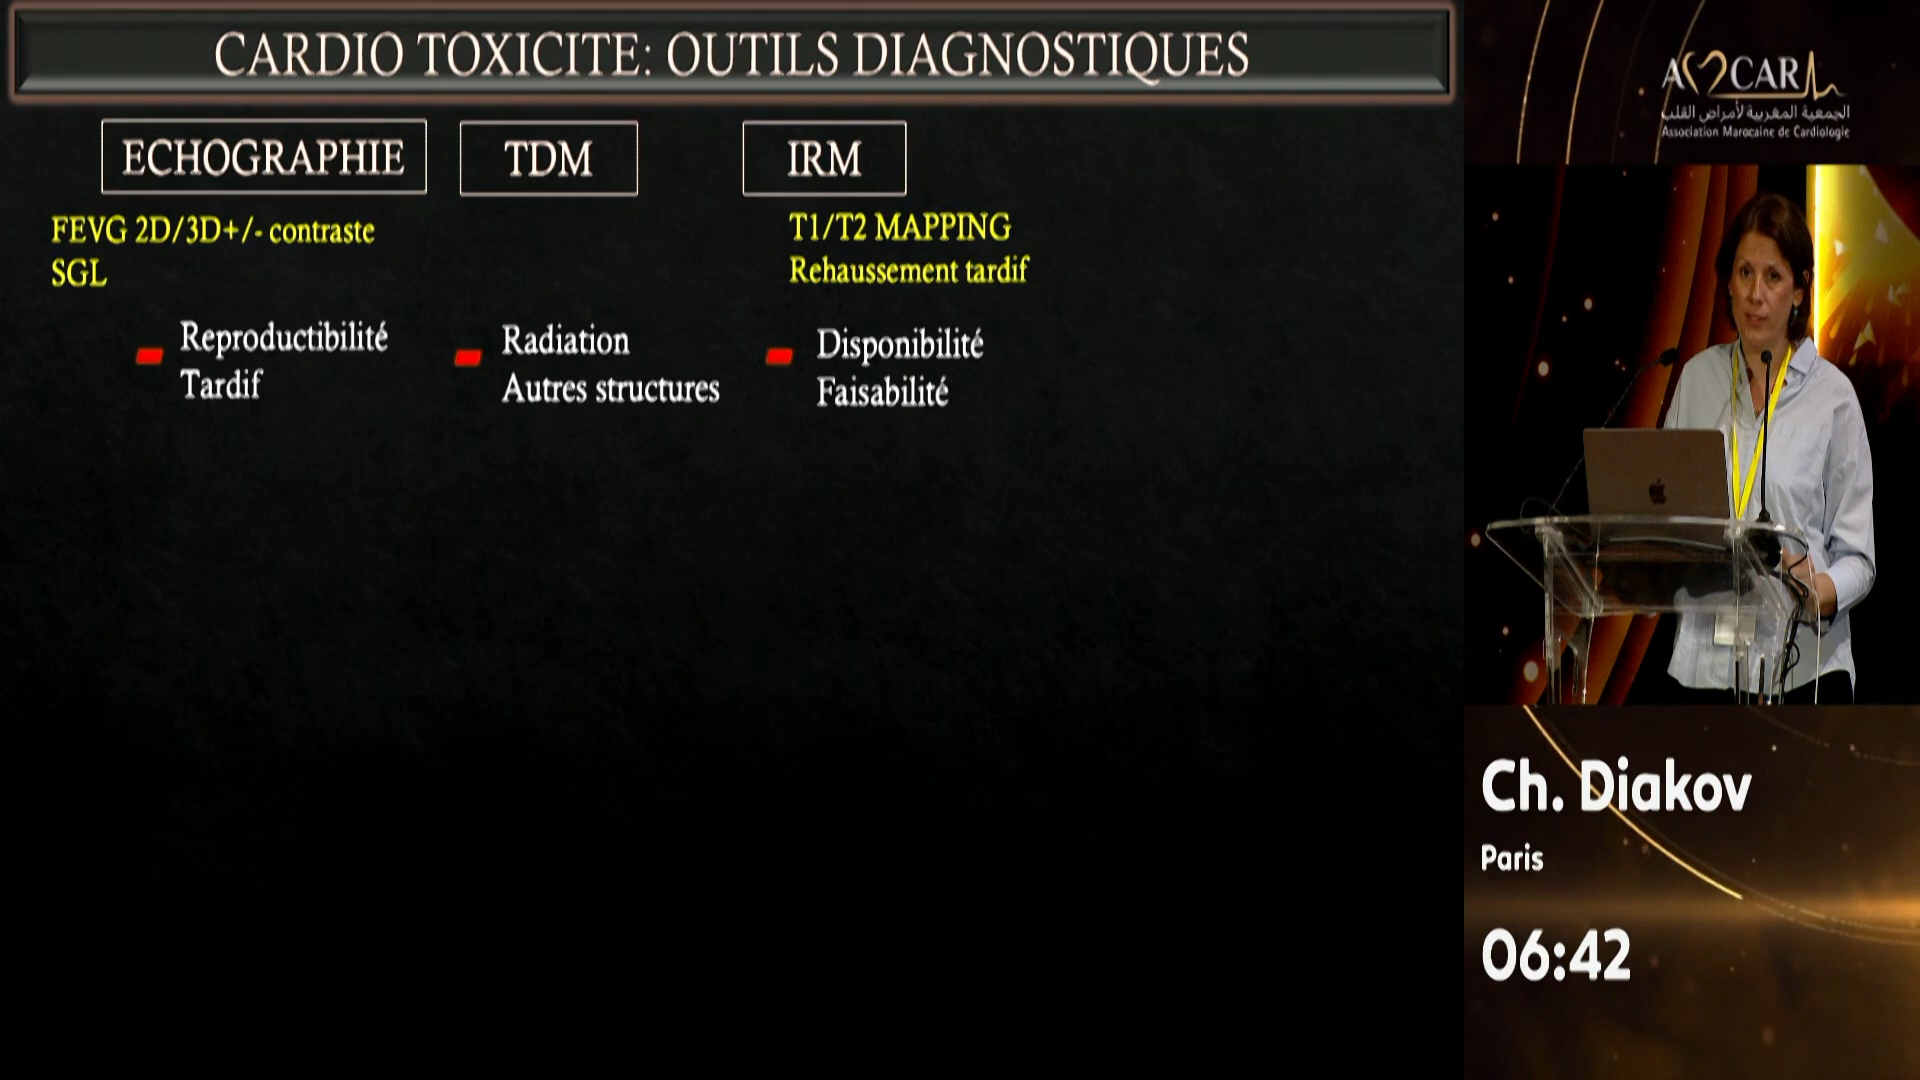 CARDIO TOXICITE: OUTILS DIAGNOSTIQUES
ECHOGRAPHIE
TDM
IRM
FEVG 2D/3D+/- contraste
SGL
T1/T2 MAPPING
Rehaussement tardif
Reproductibilité
Tardif
Radiation
Autres structures
Disponibilité
Faisabilité
AMCAR
الجمعية المغربية لأمراض القلب
Association Marocaine de Cardiologie
Ch. Diakov
Paris
06:42